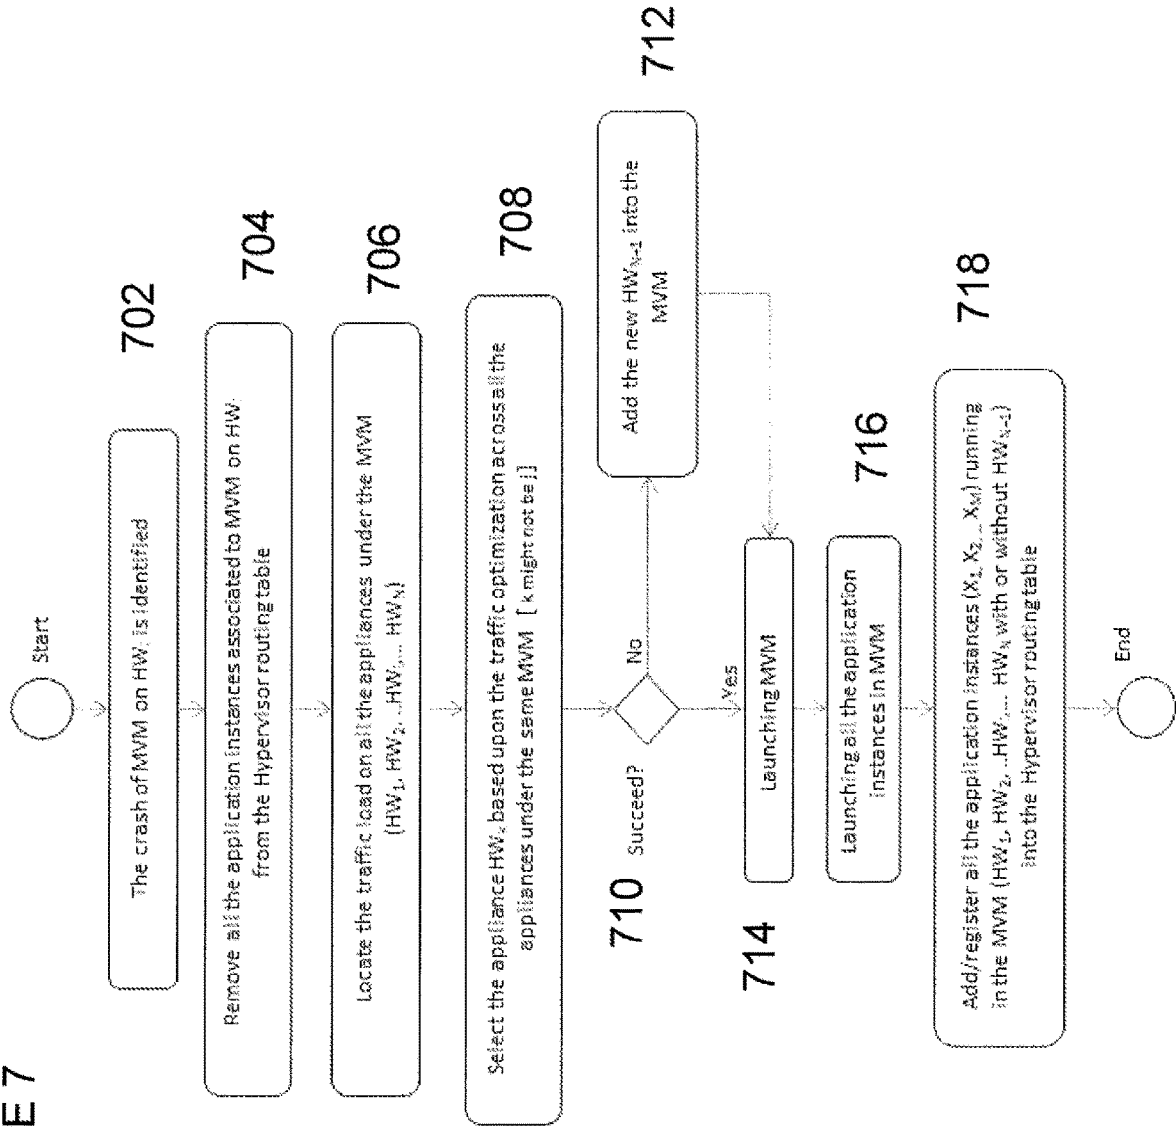 E 7
Start
The crash of MVM on HW is identified
702
Remove all the application instances associated to MVM on HW
from the Hypervisor routing table
704
Locate the traffic load on all the appliances under the MVM
(HW1, HW2, ...HW ... HWN)
706
Select the appliance HW based upon the traffic optimization across all the
appliances under the same MVM [k might not be j]
708
710
Succeed?
No
Yes
Add the new HWN+1 into the
MVM
712
714
Launching MVM
Launching all the application
instances in MVM
716
Add/register all the application instances (X1, X2 ... XM) running
in the MVM (HW1, HW2, ...HW ... HWN with or without HWN+1)
into the Hypervisor routing table
718
End